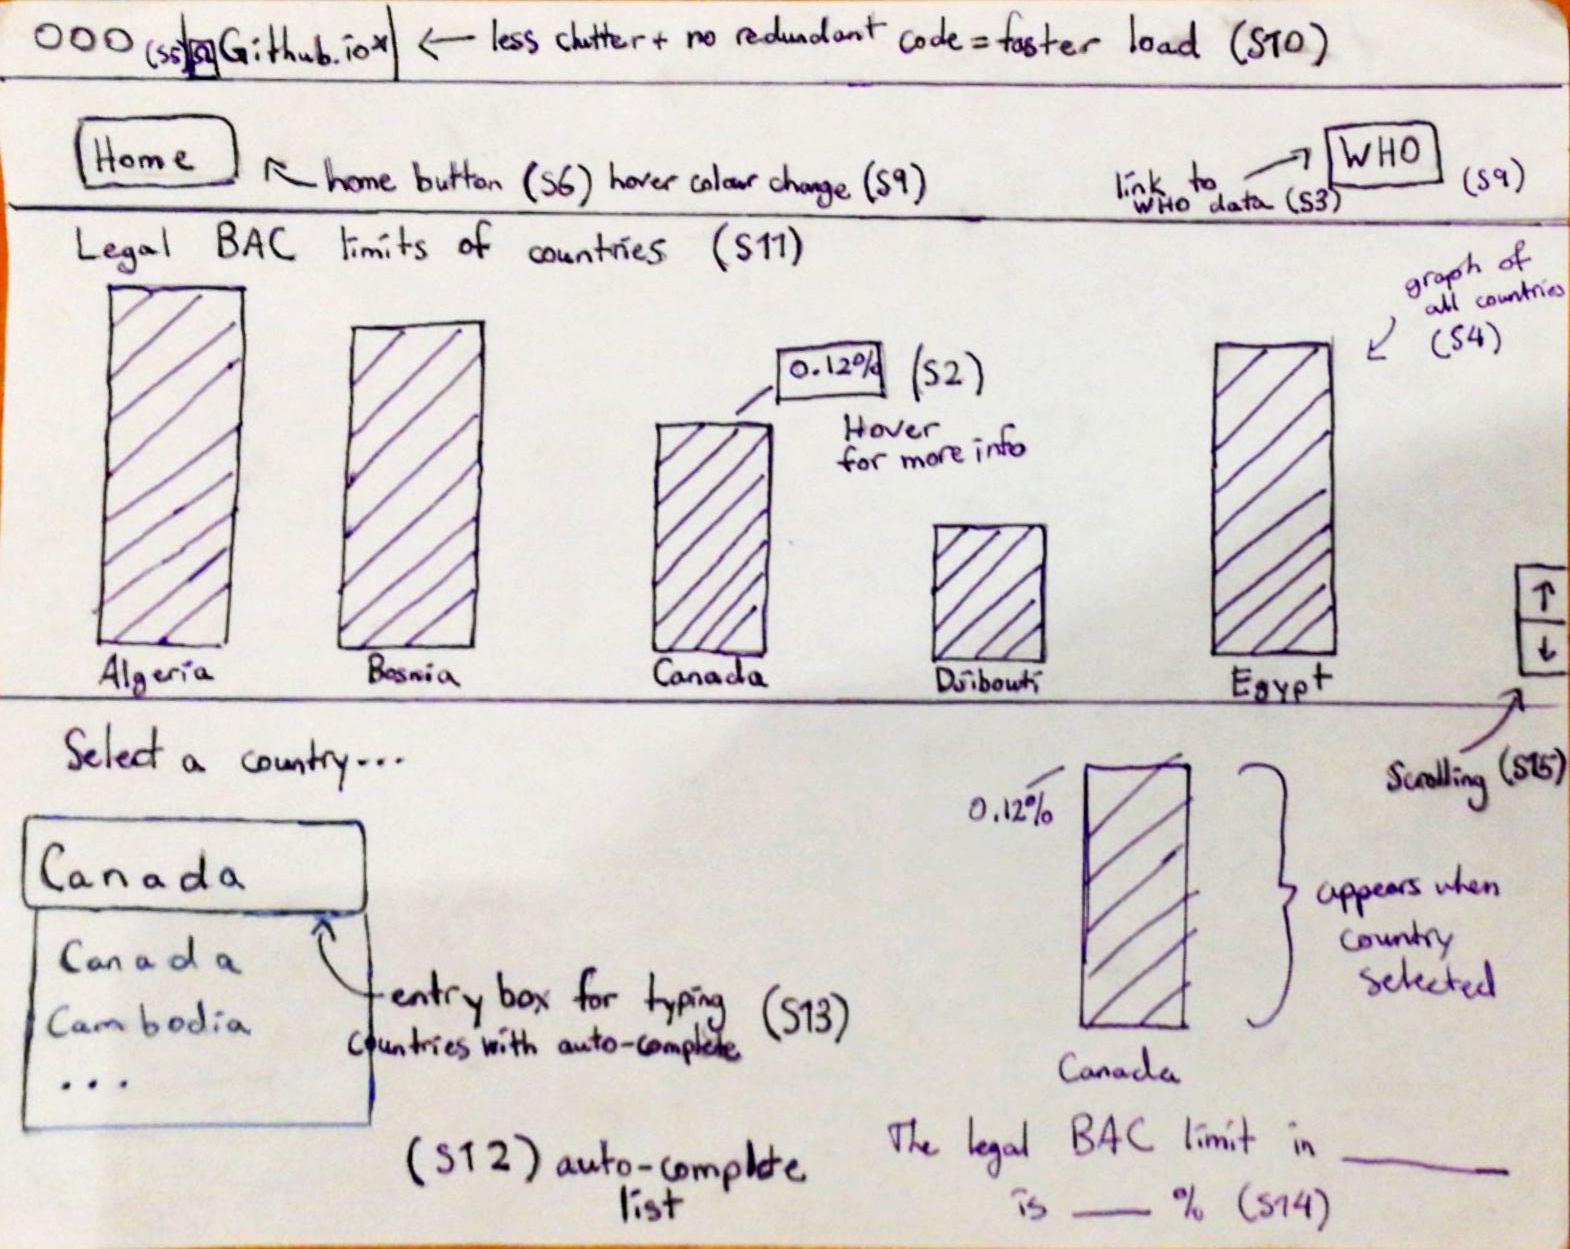 OOO (S5) Ω Github.io x ← less clutter + no redundant code = faster load (S10)
Home
home button (S6) hover colour change (S9)
link to
WHO data (S3)
WHO
(S9)
Legal BAC limits of countries (S11)
graph of
all countries
(S4)
0.12% (S2)
Hover
for more info
↑
↓
Algeria Bosnia Canada Djibouti Egypt
Select a country...
Scrolling (S15)
Canada
Canada
Cambodia
...
entry box for typing (S13)
countries with auto-complete
(S12) auto-complete
list
0.12%
appears when
country
selected
Canada
The legal BAC limit in ______
is ____ % (S14)